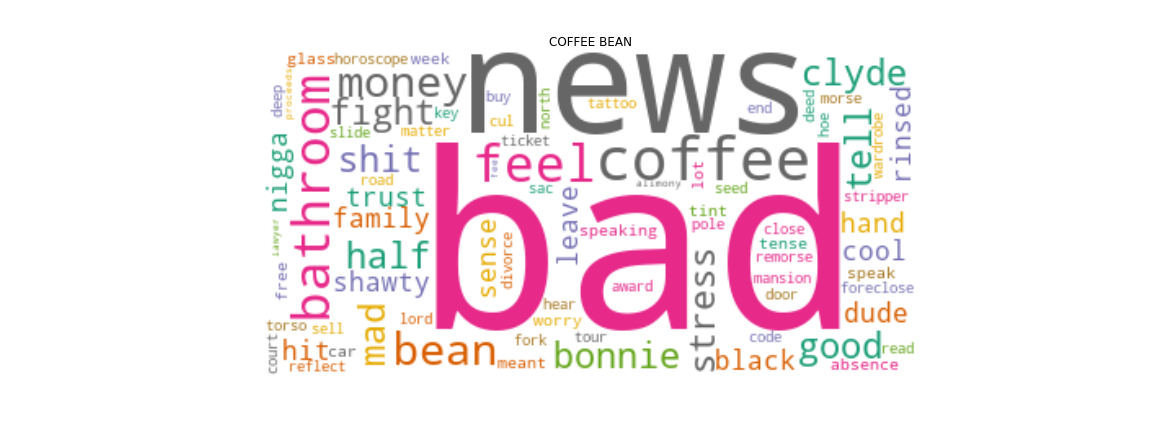 COFFEE BEAN
glass
horoscope
week
news
clyde
deep
proceeds
bathroom
money
buy
north
tattoo
end
deed
morse
fight
key
cul
hoe
tell
wardrobe
rinsed
slide
matter
ticket
nigga
shit
feel
free
coffee
road
sac
alimony
lot
seed
stripper
trust
bad
family
leave
speaking
tint
pole
close
hand
lawyer
half
sense
divorce
stress
tense
remorse
cool
free
shawty
award
mansion
speak
door
foreclose
hear
torso
sell
mad
lord
worry
dude
court
hit
car
bean
fork
tour
code
good
read
reflect
meant
bonnie
black
absence